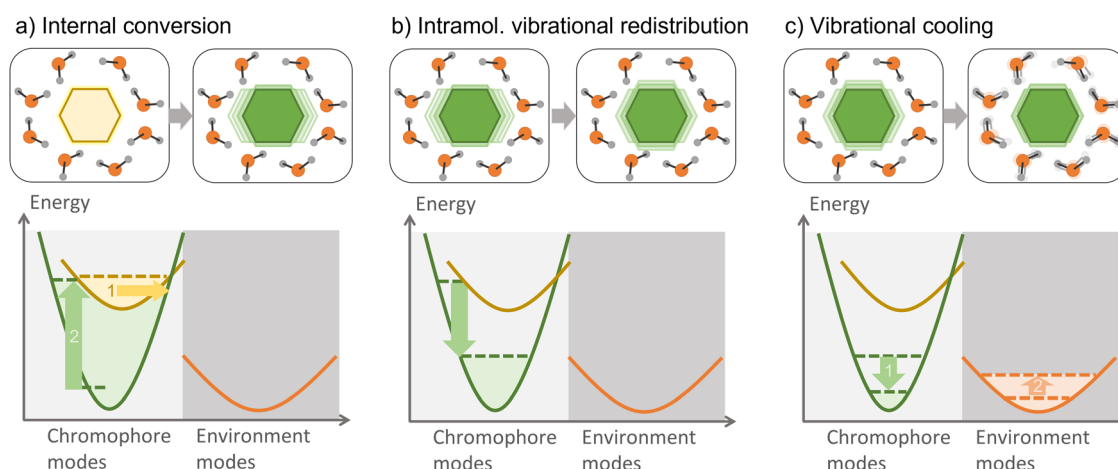 a) Internal conversion
b) Intramol. vibrational redistribution
c) Vibrational cooling
Energy
1
2
Chromophore
modes
Environment
modes
Energy
Chromophore
modes
Environment
modes
Energy
1
2
Chromophore
modes
Environment
modes